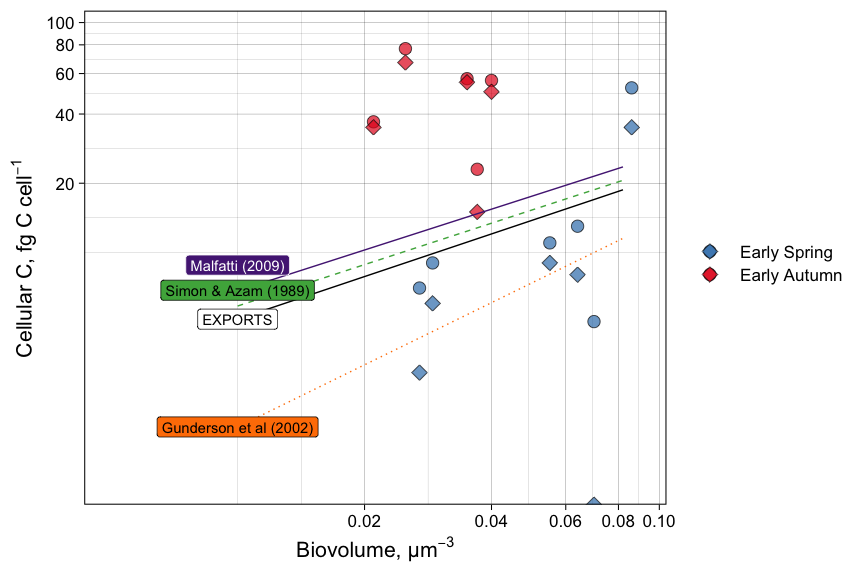 100
80
60
40
20
Cellular C, fg C cell⁻¹
Malfatti (2009)
Simon & Azam (1989)
EXPORTS
Gunderson et al (2002)
0.02 0.04 0.06 0.08 0.10
Biovolume, μm⁻³
Early Spring
Early Autumn